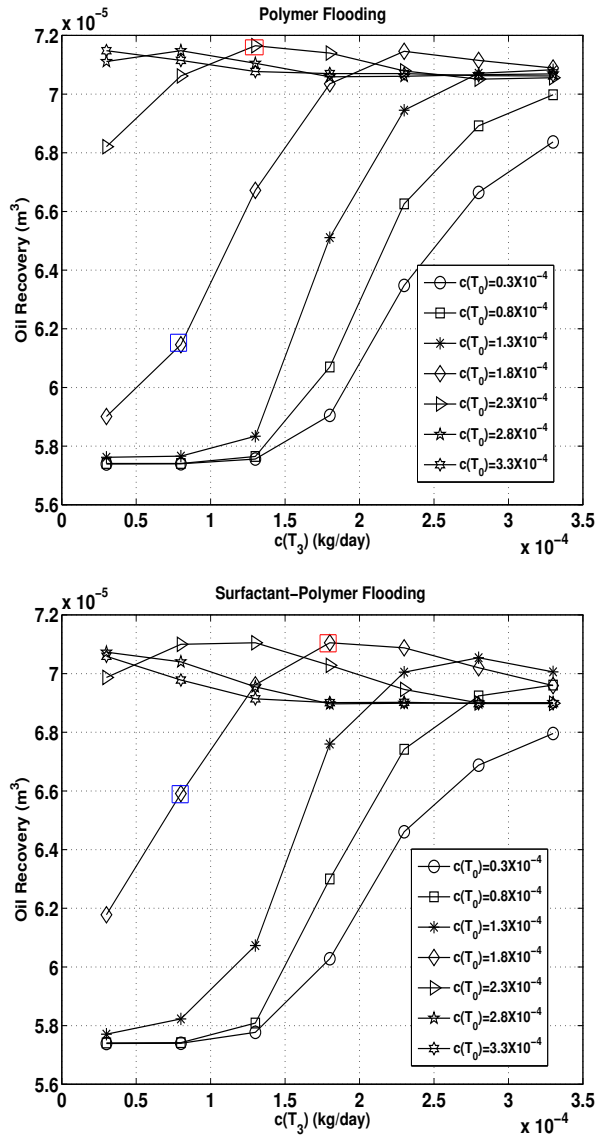 Polymer Flooding
x 10⁻⁵
7.2
7
6.8
6.6
6.4
6.2
6
5.8
5.6
Oil Recovery (m³)
c(T₀)=0.3X10⁻⁴
c(T₀)=0.8X10⁻⁴
c(T₀)=1.3X10⁻⁴
c(T₀)=1.8X10⁻⁴
c(T₀)=2.3X10⁻⁴
c(T₀)=2.8X10⁻⁴
c(T₀)=3.3X10⁻⁴
0 0.5 1 1.5 2 2.5 3 3.5
c(T₃) (kg/day)
x 10⁻⁴
Surfactant−Polymer Flooding
x 10⁻⁵
7.2
7
6.8
6.6
6.4
6.2
6
5.8
5.6
Oil Recovery (m³)
c(T₀)=0.3X10⁻⁴
c(T₀)=0.8X10⁻⁴
c(T₀)=1.3X10⁻⁴
c(T₀)=1.8X10⁻⁴
c(T₀)=2.3X10⁻⁴
c(T₀)=2.8X10⁻⁴
c(T₀)=3.3X10⁻⁴
0 0.5 1 1.5 2 2.5 3 3.5
c(T₃) (kg/day)
x 10⁻⁴